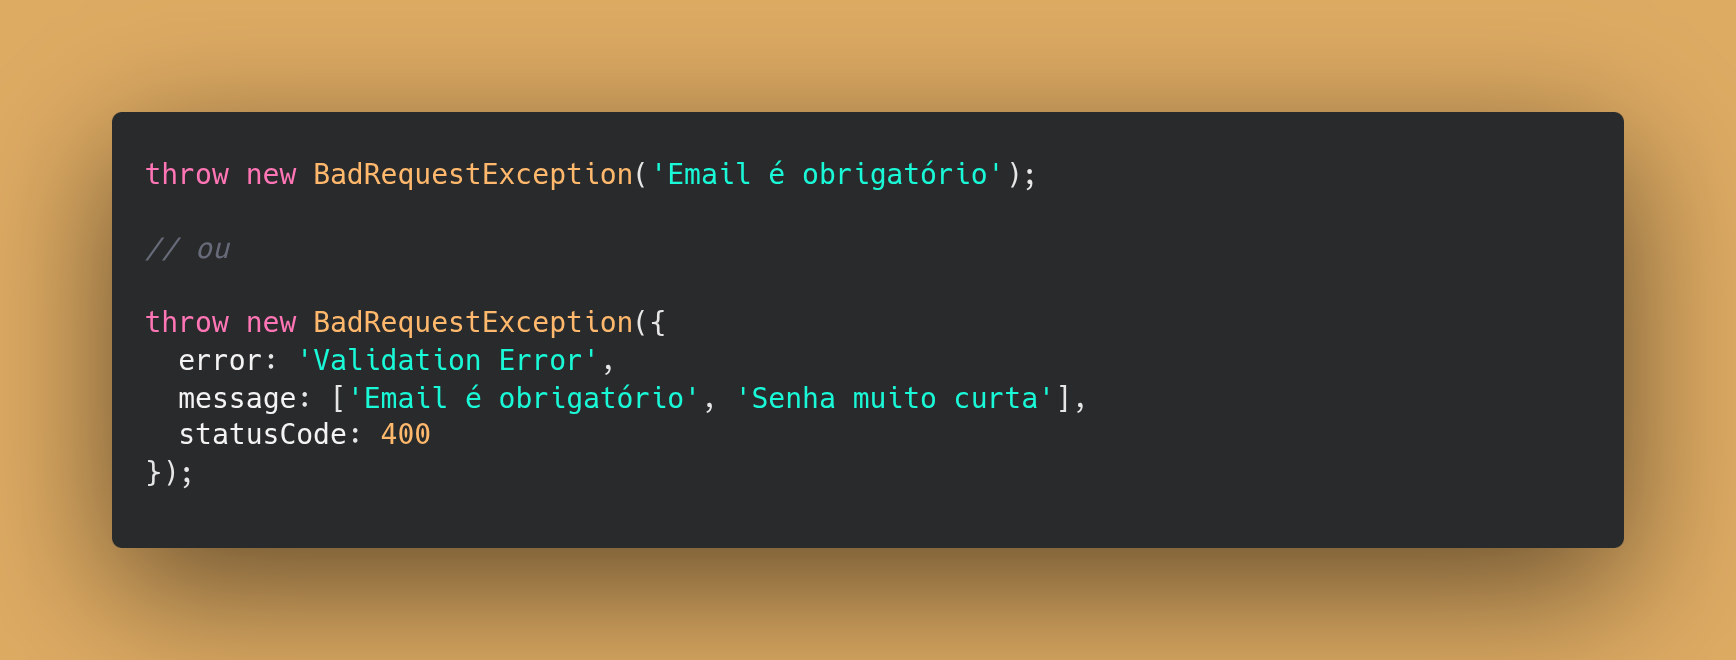 throw new BadRequestException('Email é obrigatório');
// ou
throw new BadRequestException({
  error: 'Validation Error',
  message: ['Email é obrigatório', 'Senha muito curta'],
  statusCode: 400
});